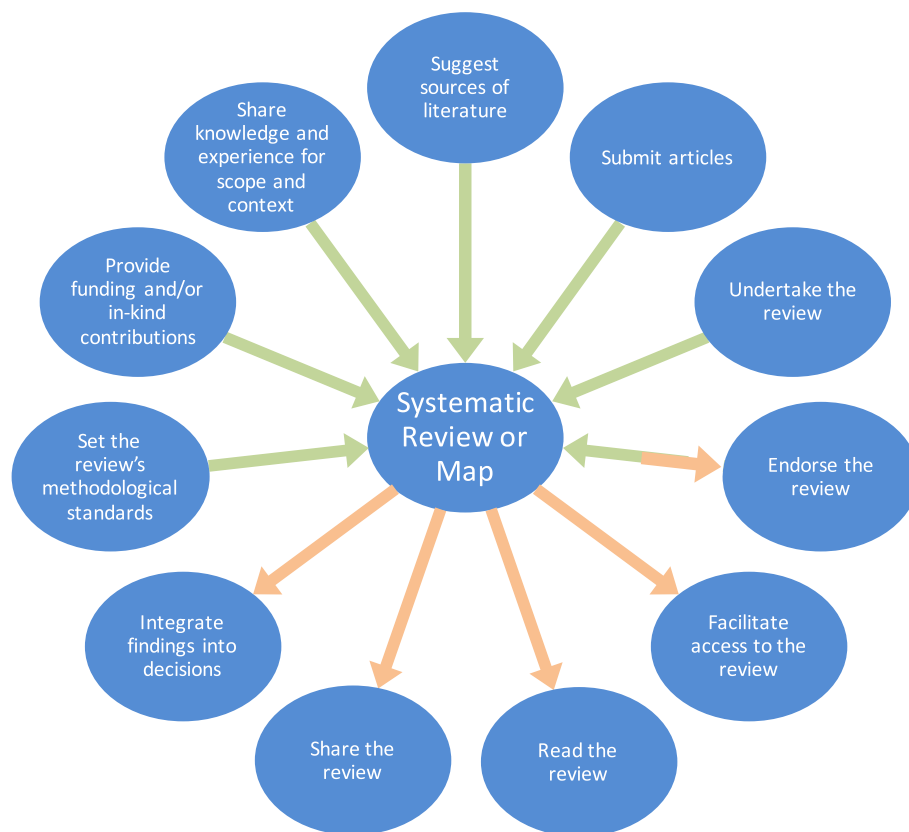 Suggest
sources of
literature
Share
knowledge and
experience for
scope and
context
Submit articles
Provide
funding and/or
in-kind
contributions
Undertake the
review
Systematic
Review or
Map
Set the
review’s
methodological
standards
Endorse the
review
Integrate
findings into
decisions
Facilitate
access to the
review
Share the
review
Read the
review